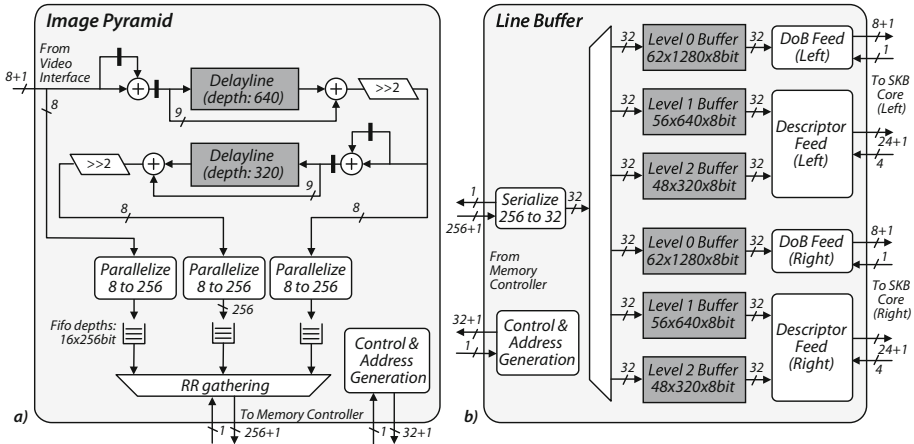 Image Pyramid
From
Video
Interface
8+1
8
Delayline
(depth: 640)
9
>>2
>>2
Delayline
(depth: 320)
9
8
8
Parallelize
8 to 256
Parallelize
8 to 256
Parallelize
8 to 256
256
Fifo depths:
16x256bit
RR gathering
Control &
Address
Generation
To Memory Controller
1
256+1
1
32+1
a)
Line Buffer
32
Level 0 Buffer
62x1280x8bit
32
DoB Feed
(Left)
8+1
1
To SKB
Core
(Left)
32
Level 1 Buffer
56x640x8bit
32
Descriptor
Feed
(Left)
24+1
4
32
Level 2 Buffer
48x320x8bit
32
1
256+1
Serialize
256 to 32
32
From
Memory
Controller
32
Level 0 Buffer
62x1280x8bit
32
DoB Feed
(Right)
8+1
1
To SKB
Core
(Right)
32+1
1
Control &
Address
Generation
32
Level 1 Buffer
56x640x8bit
32
Descriptor
Feed
(Right)
24+1
4
32
Level 2 Buffer
48x320x8bit
32
b)